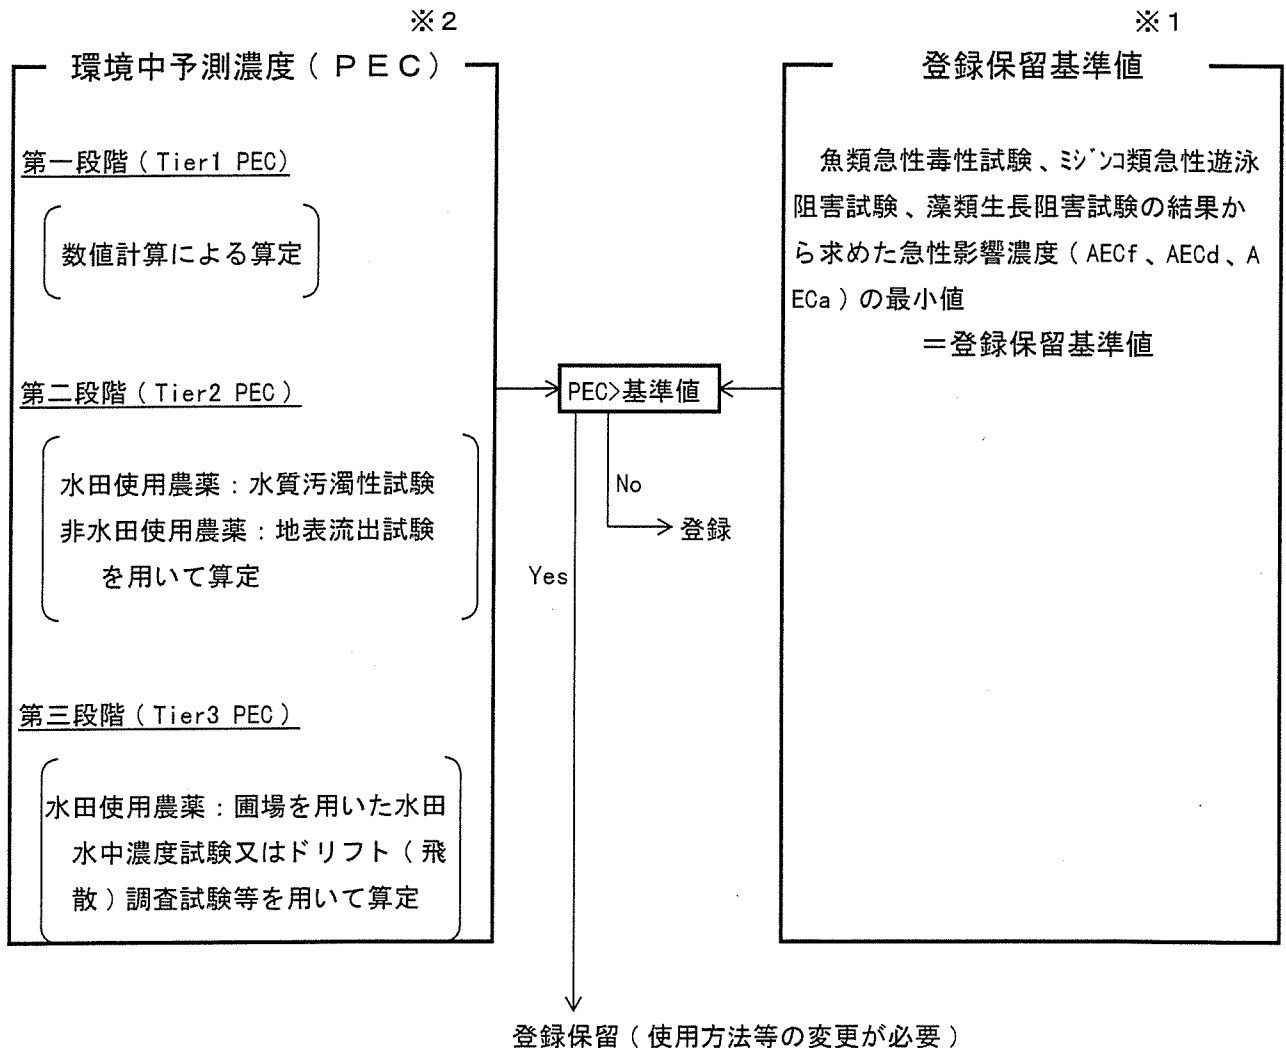 ※2
環境中予測濃度(PEC)
第一段階(Tier1 PEC)
数値計算による算定
第二段階(Tier2 PEC)
水田使用農薬:水質汚濁性試験
非水田使用農薬:地表流出試験
を用いて算定
第三段階(Tier3 PEC)
水田使用農薬:圃場を用いた水田
水中濃度試験又はドリフト(飛
散)調査試験等を用いて算定
PEC>基準値
No
登録
Yes
登録保留(使用方法等の変更が必要)
※1
登録保留基準値
魚類急性毒性試験、ミジンコ類急性遊泳
阻害試験、藻類生長阻害試験の結果か
ら求めた急性影響濃度(AECf、AECd、A
ECa)の最小値
=登録保留基準値